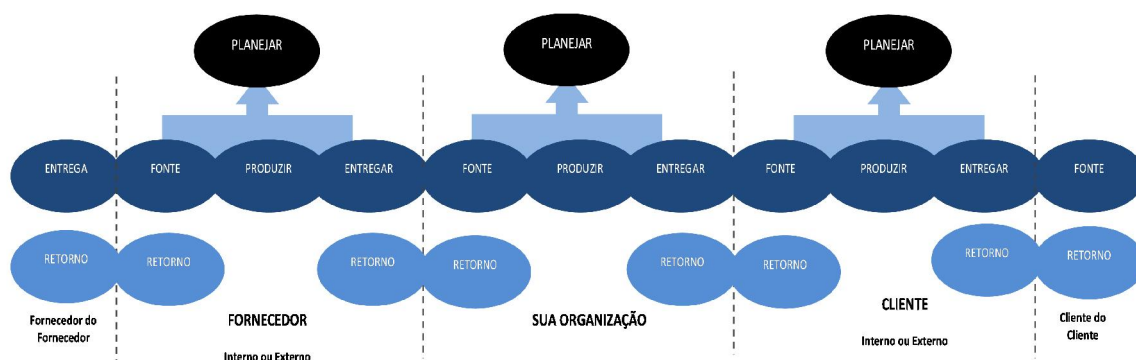 PLANEJAR
PLANEJAR
PLANEJAR
ENTREGA
FONTE
PRODUZIR
ENTREGAR
FONTE
PRODUZIR
ENTREGAR
FONTE
PRODUZIR
ENTREGAR
FONTE
RETORNO
RETORNO
RETORNO
RETORNO
RETORNO
RETORNO
RETORNO
RETORNO
Fornecedor do
Fornecedor
FORNECEDOR
Interno ou Externo
SUA ORGANIZAÇÃO
CLIENTE
Interno ou Externo
Cliente do
Cliente